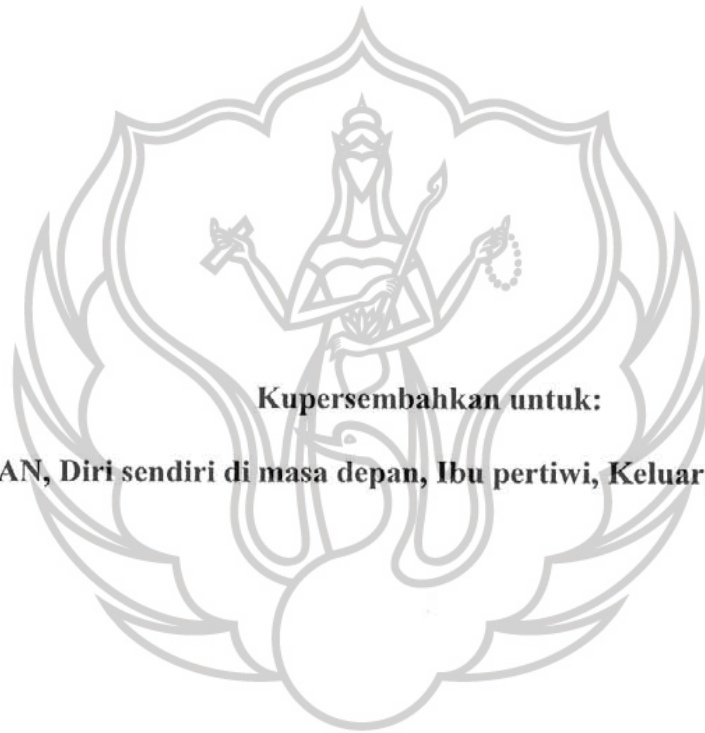 Kupersembahkan untuk:
AN, Diri sendiri di masa depan, Ibu pertiwi, Keluar